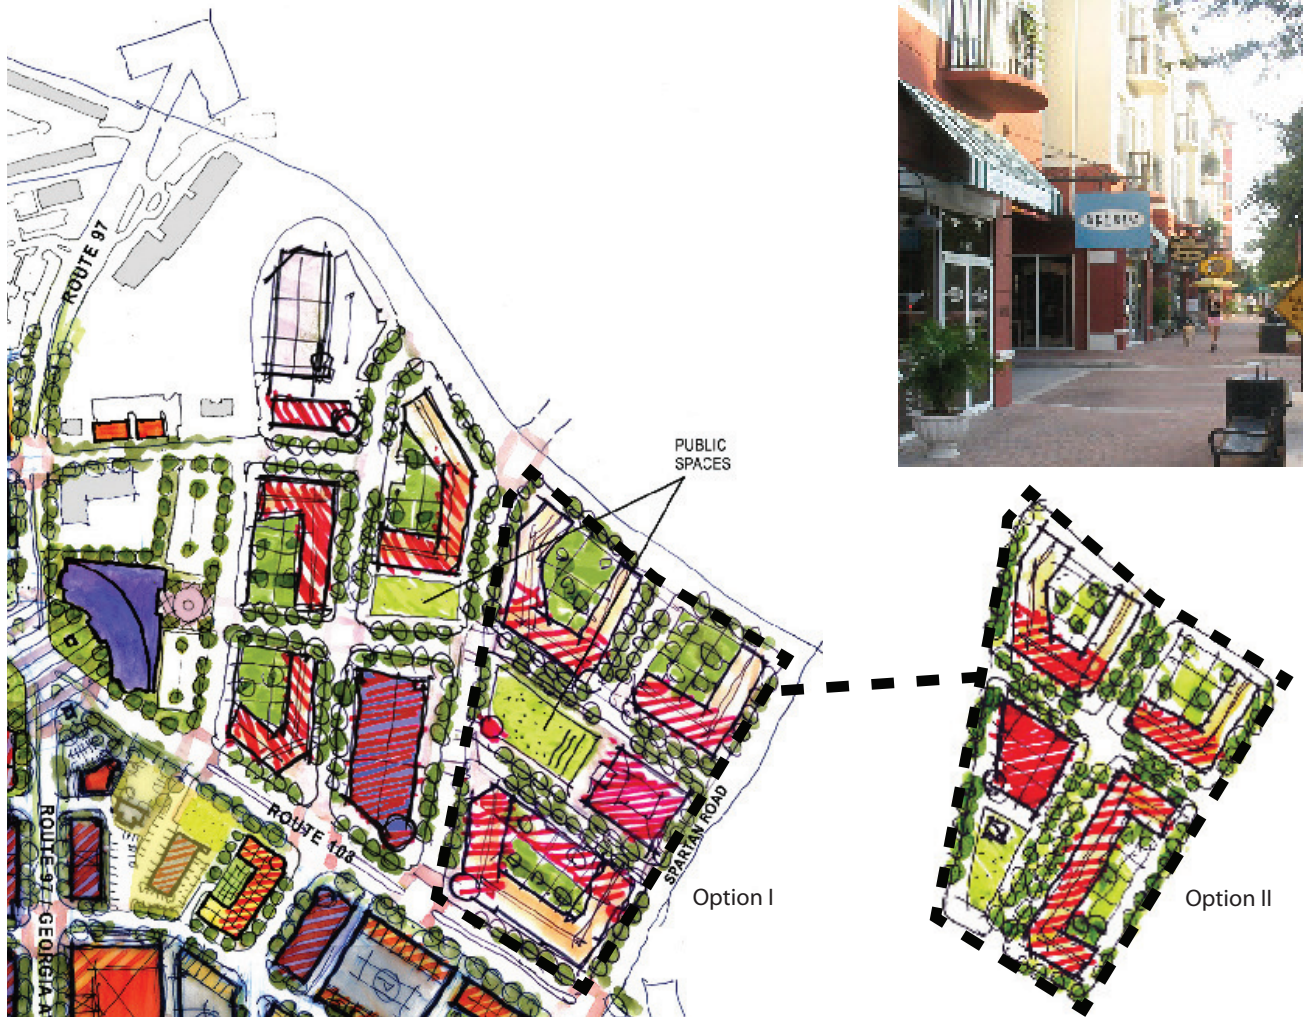 ROUTE 97
PUBLIC
SPACES
ROUTE 108
SPARTAN ROAD
Option I
Option II
ROUTE 97 / GEORGIA A